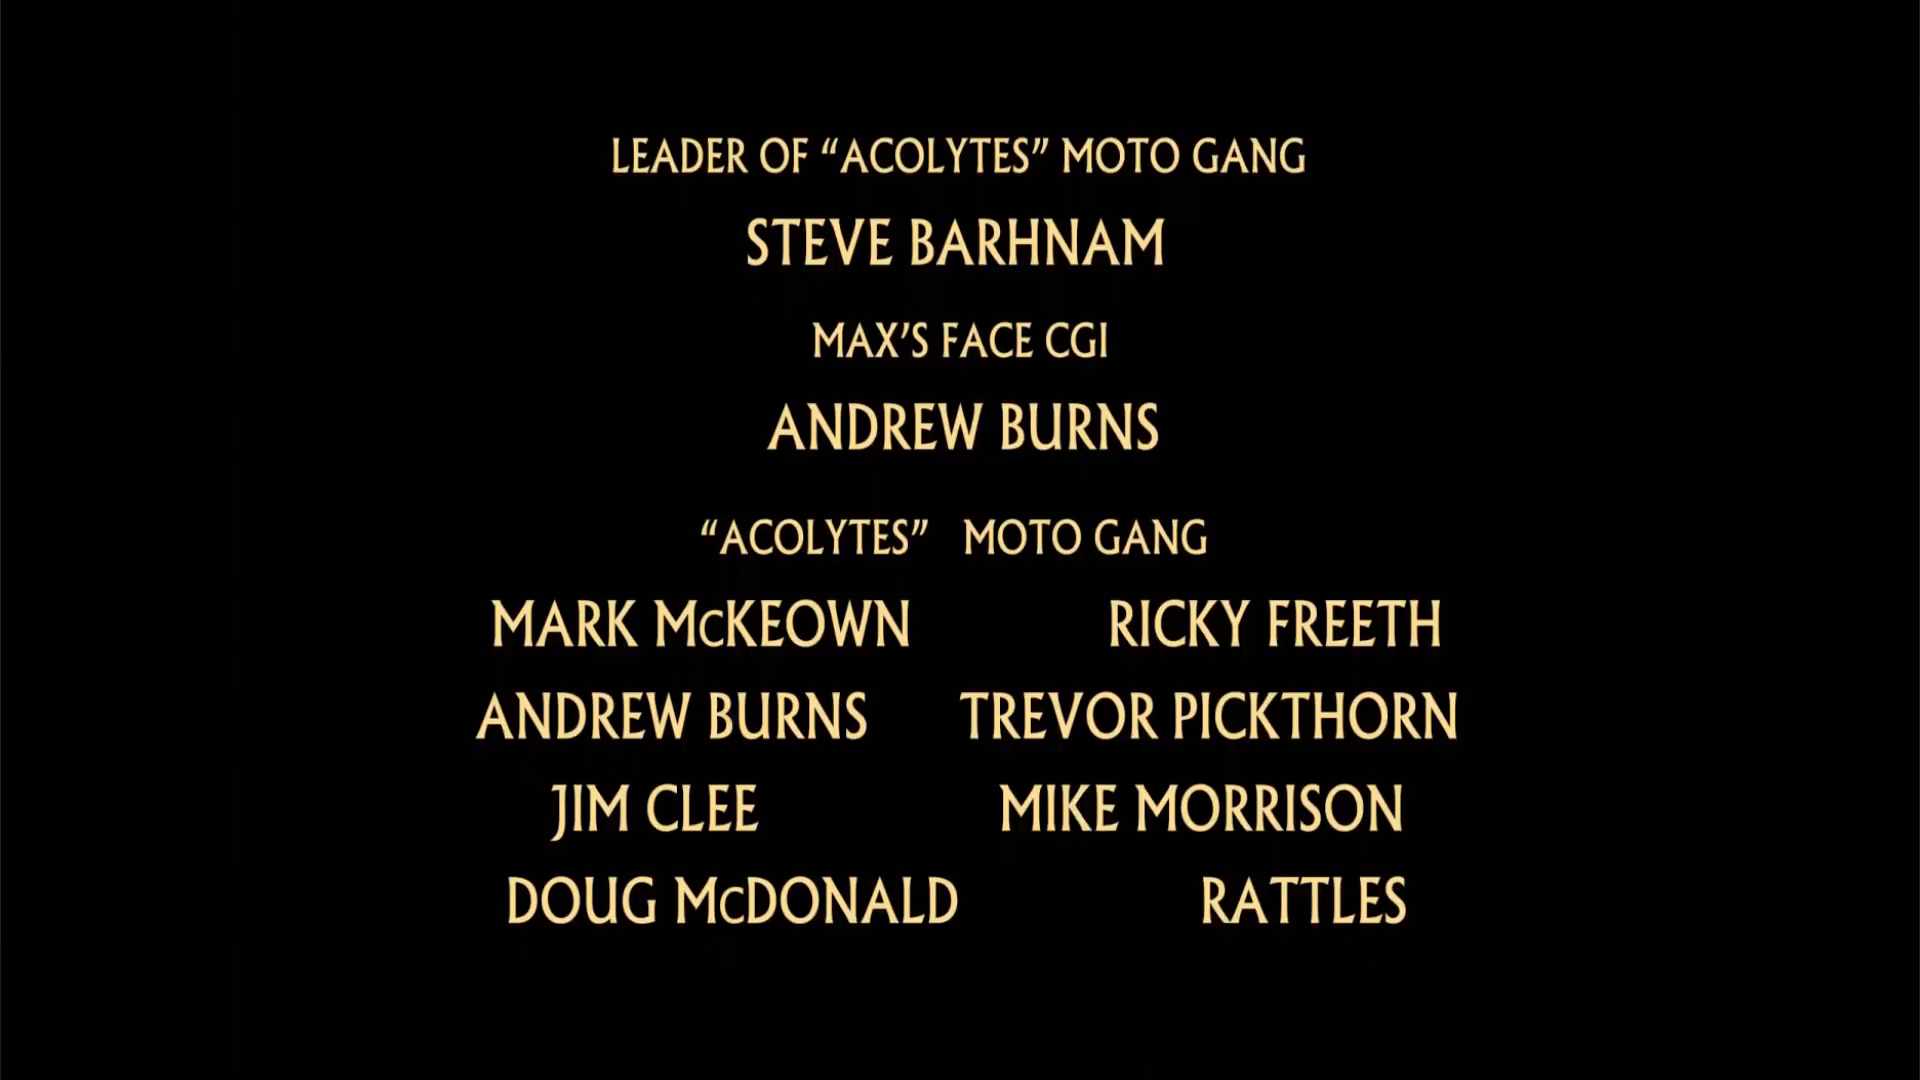 LEADER OF “ACOLYTES” MOTO GANG
STEVE BARHNAM
MAX’S FACE CGI
ANDREW BURNS
“ACOLYTES” MOTO GANG
MARK McKEOWN RICKY FREETH
ANDREW BURNS TREVOR PICKTHORN
JIM CLEE MIKE MORRISON
DOUG McDONALD RATTLES